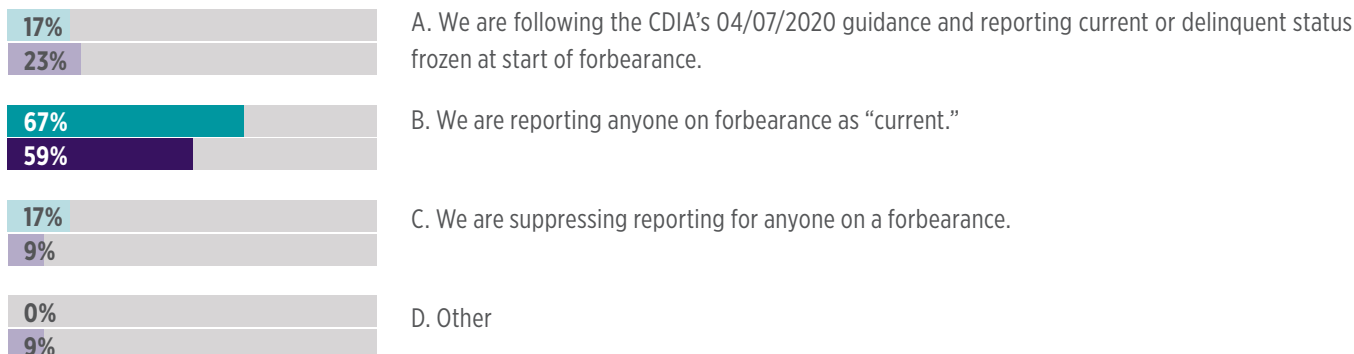 17%
23%
A. We are following the CDIA’s 04/07/2020 guidance and reporting current or delinquent status
frozen at start of forbearance.
67%
59%
B. We are reporting anyone on forbearance as “current.”
17%
9%
C. We are suppressing reporting for anyone on a forbearance.
0%
9%
D. Other